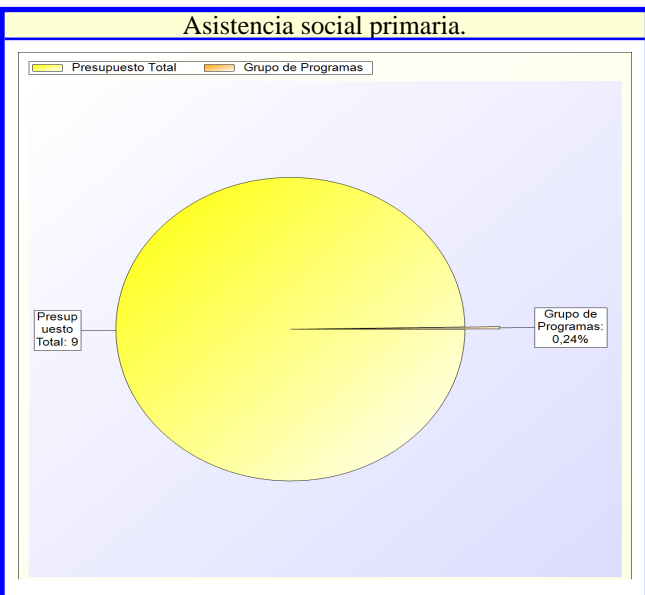 Asistencia social primaria.
Presupuesto Total Grupo de Programas
Presup
uesto
Total: 9
Grupo de
Programas:
0,24%